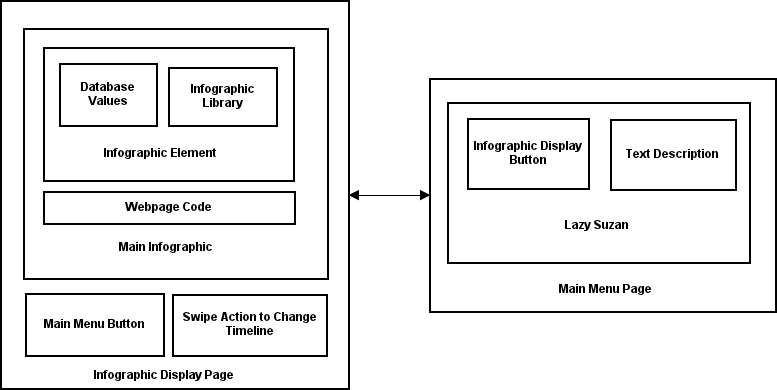 Database
Values
Infographic
Library
Infographic Element
Webpage Code
Main Infographic
Main Menu Button
Swipe Action to Change
Timeline
Infographic Display Page
Infographic Display
Button
Text Description
Lazy Suzan
Main Menu Page